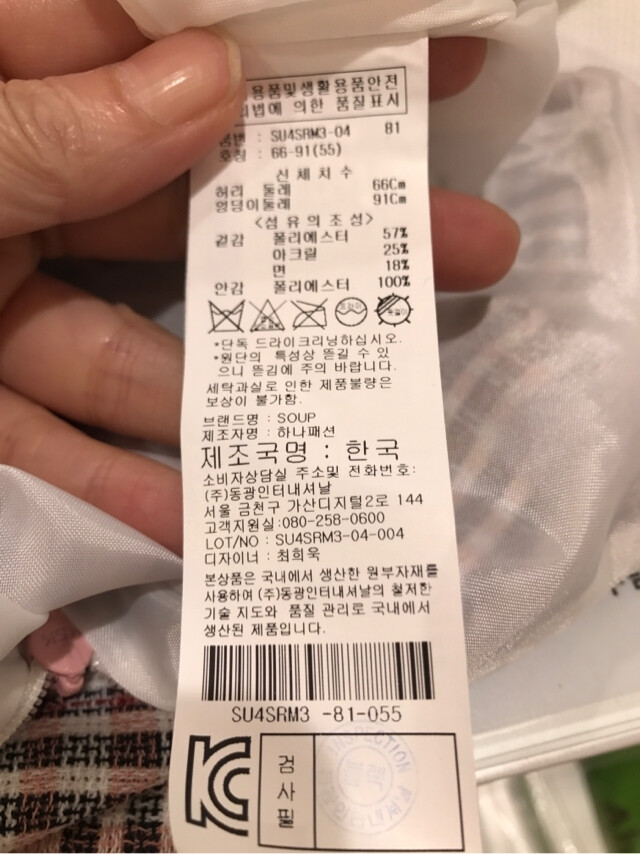 용품및생활용품안전
법에 의한 품질표시
품번 : SU4SRM3-04 81
호칭 : 66-91(55)
신체치수
허리 둘레 66Cm
엉덩이둘레 91Cm
<섬유의조성>
겉감 폴리에스터 57%
아크릴 25%
면 18%
안감 폴리에스터 100%
*단독 드라이크리닝하십시오.
*원단의 특성상 뜯길 수 있
으니 뜯김에 주의 바랍니다.
세탁과실로 인한 제품불량은
보상이 불가함.
브랜드명 : SOUP
제조자명 : 하나패션
제조국명 : 한국
소비자상담실 주소및 전화번호:
(주)동광인터내셔날
서울 금천구 가산디지털2로 144
고객지원실:080-258-0600
LOT/NO : SU4SRM3-04-004
디자이너 : 최희욱
본상품은 국내에서 생산한 원부자재를
사용하여 (주)동광인터내셔날의 철저한
기술 지도와 품질 관리로 국내에서
생산된 제품입니다.
SU4SRM3 -81-055
검사필
INSPECTION